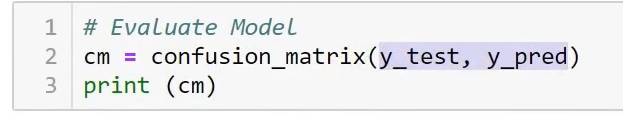 1 # Evaluate Model
2 cm = confusion_matrix(y_test, y_pred)
3 print (cm)